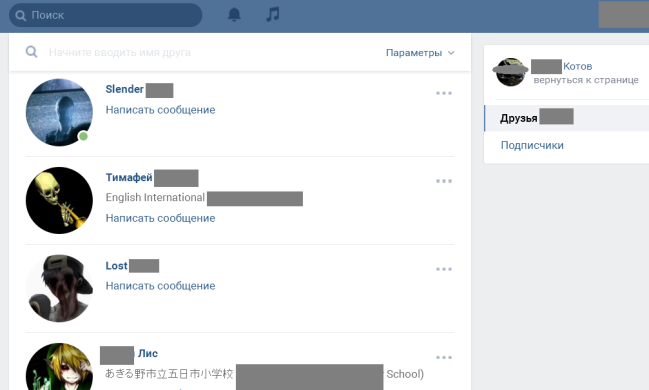 Поиск
Начните вводить имя друга
Параметры
Котов
вернуться к странице
Друзья
Подписчики
Slender
Написать сообщение
Тимафей
English International
Написать сообщение
Lost
Написать сообщение
Лис
あきる野市立五日市小学校 School)